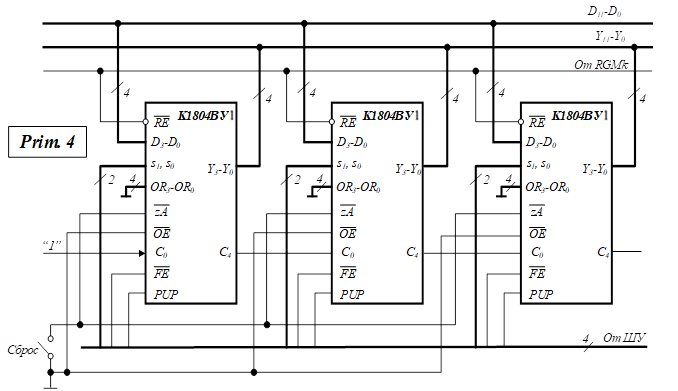 D₁₁-D₀
Y₁₁-Y₀
От RGMк
4 4 4 4 4 4
RE К1804ВУ1 RE К1804ВУ1 RE К1804ВУ1
Prim. 4
D₃-D₀ D₃-D₀ D₃-D₀
s₁, s₀ Y₃-Y₀ s₁, s₀ Y₃-Y₀ s₁, s₀ Y₃-Y₀
2 4 OR₃-OR₀ 2 4 OR₃-OR₀ 2 4 OR₃-OR₀
zA zA zA
OE OE OE
“1” C₀ C₄ C₀ C₄ C₀ C₄
FE FE FE
PUP PUP PUP
Сброс
4 От ШУ